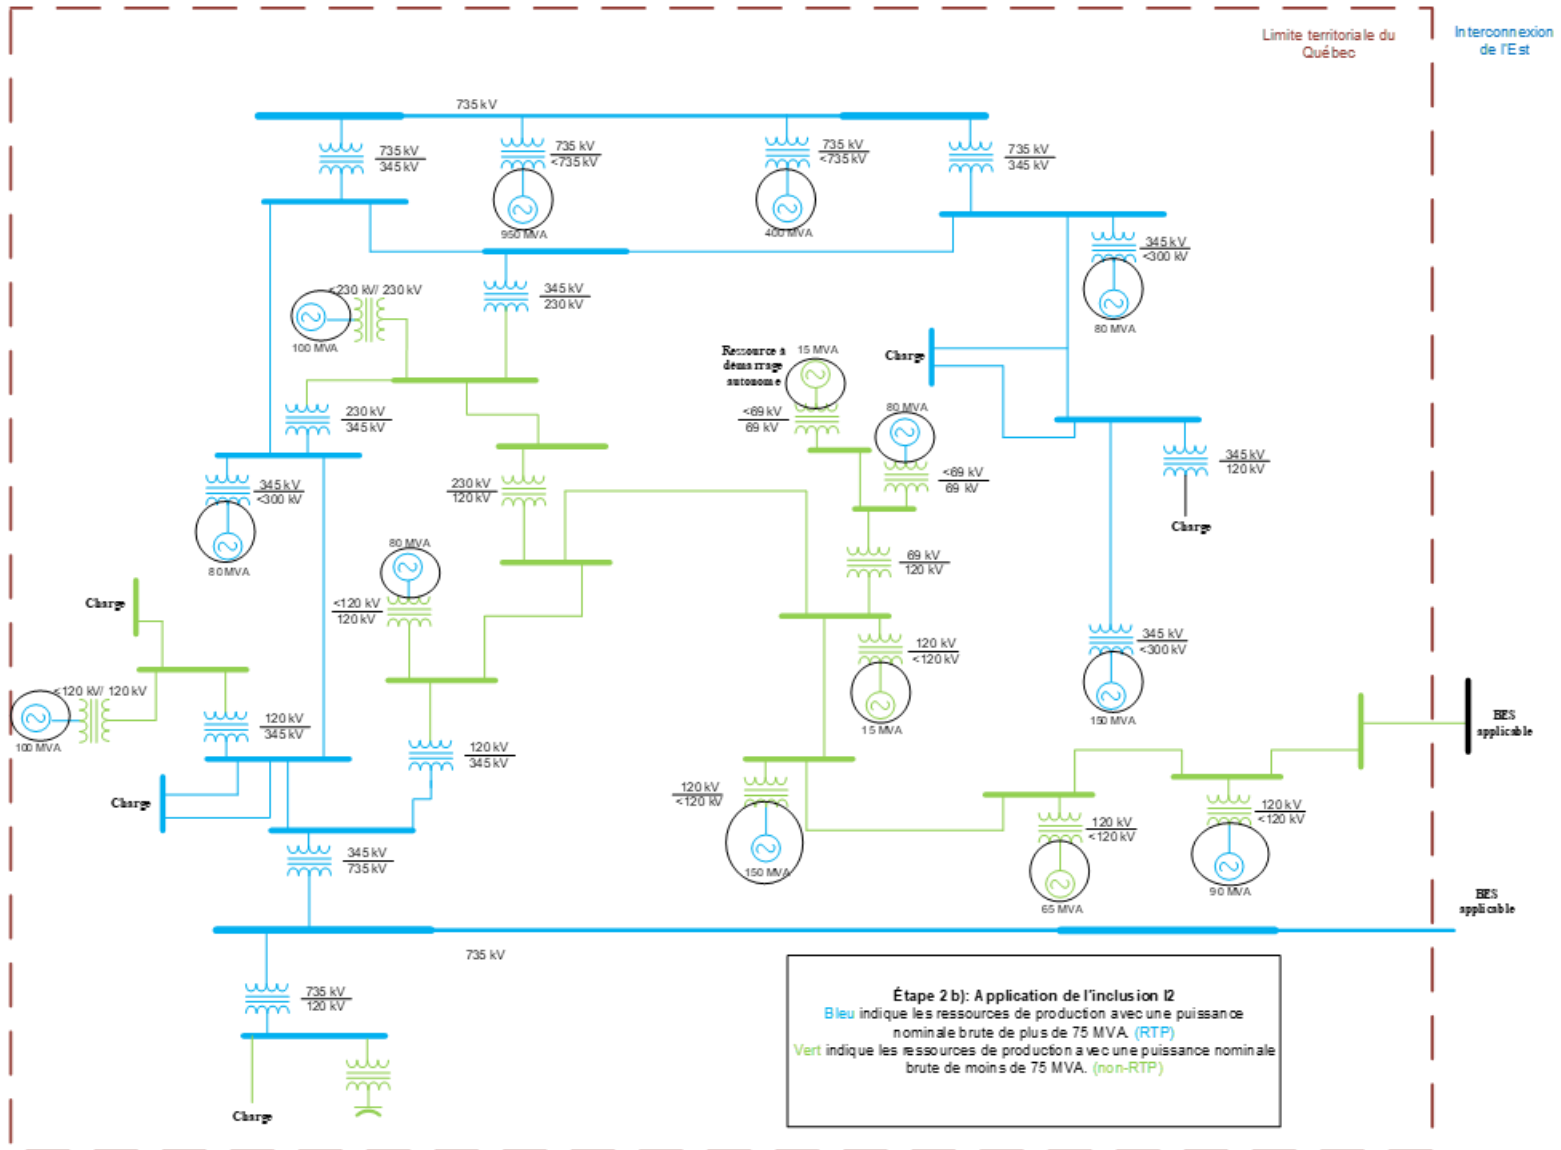 Limite territoriale du
Québec
Interconnexion
de l'Est
735 kV
735 kV
345 kV
735 kV
<735 kV
735 kV
<735 kV
735 kV
345 kV
950 MVA
400 MVA
345 kV
<300 kV
80 MVA
<230 kV/ 230 kV
100 MVA
345 kV
230 kV
Ressource à
démarrage
autonome
15 MVA
Charge
<69 kV
69 kV
80 MVA
230 kV
345 kV
345 kV
120 kV
Charge
<69 kV
69 kV
345 kV
<300 kV
80 MVA
230 kV
120 kV
80 MVA
69 kV
120 kV
Charge
<120 kV
120 kV
120 kV
<120 kV
15 MVA
345 kV
<300 kV
150 MVA
<120 kV/ 120 kV
100 MVA
120 kV
345 kV
BES
applicable
120 kV
345 kV
Charge
120 kV
<120 kV
150 MVA
120 kV
<120 kV
65 MVA
120 kV
<120 kV
90 MVA
345 kV
735 kV
BES
applicable
735 kV
735 kV
120 kV
Charge
Étape 2 b): Application de l'inclusion I2
Bleu indique les ressources de production avec une puissance
nominale brute de plus de 75 MVA. (RTP)
Vert indique les ressources de production avec une puissance nominale
brute de moins de 75 MVA. (non-RTP)